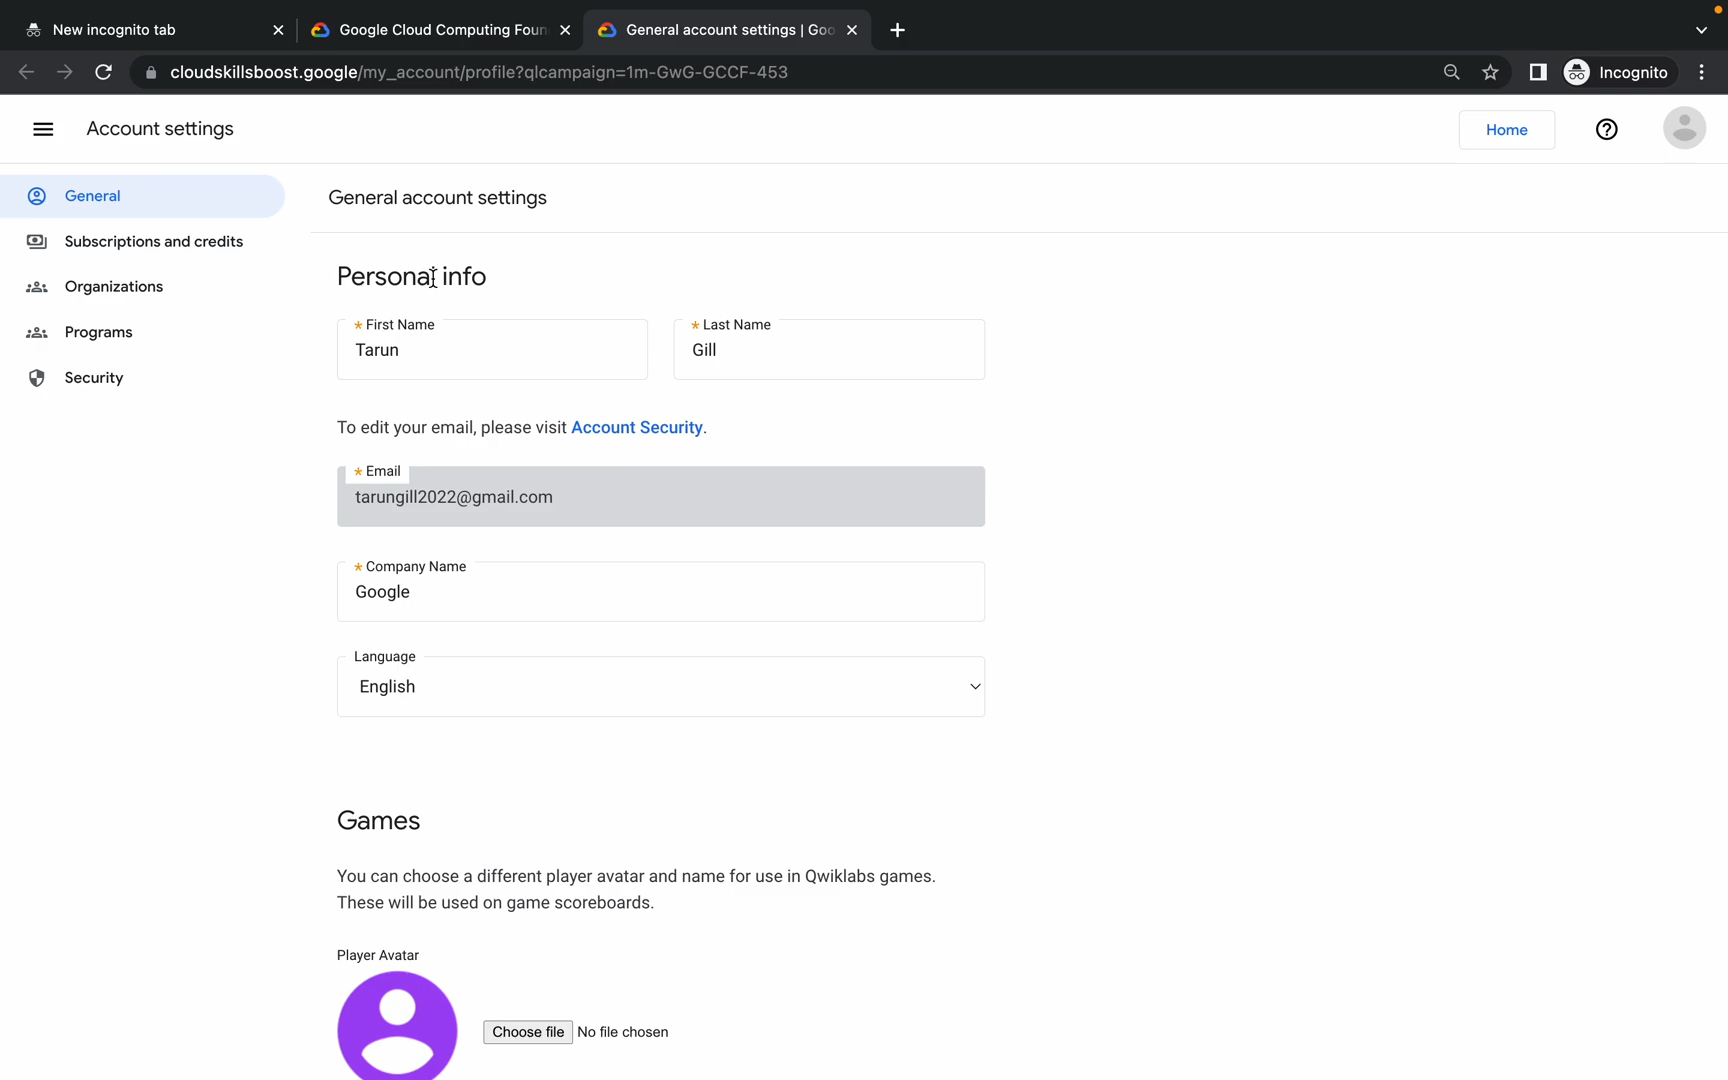 New incognito tab
Google Cloud Computing Foun
General account settings | Goo
cloudskillsboost.google/my_account/profile?qlcampaign=1m-GwG-GCCF-453
Incognito
Account settings
Home
General
Subscriptions and credits
Organizations
Programs
Security
General account settings
Personal info
* First Name
Tarun
* Last Name
Gill
To edit your email, please visit Account Security.
* Email
tarungill2022@gmail.com
* Company Name
Google
Language
English
Games
You can choose a different player avatar and name for use in Qwiklabs games.
These will be used on game scoreboards.
Player Avatar
Choose file No file chosen